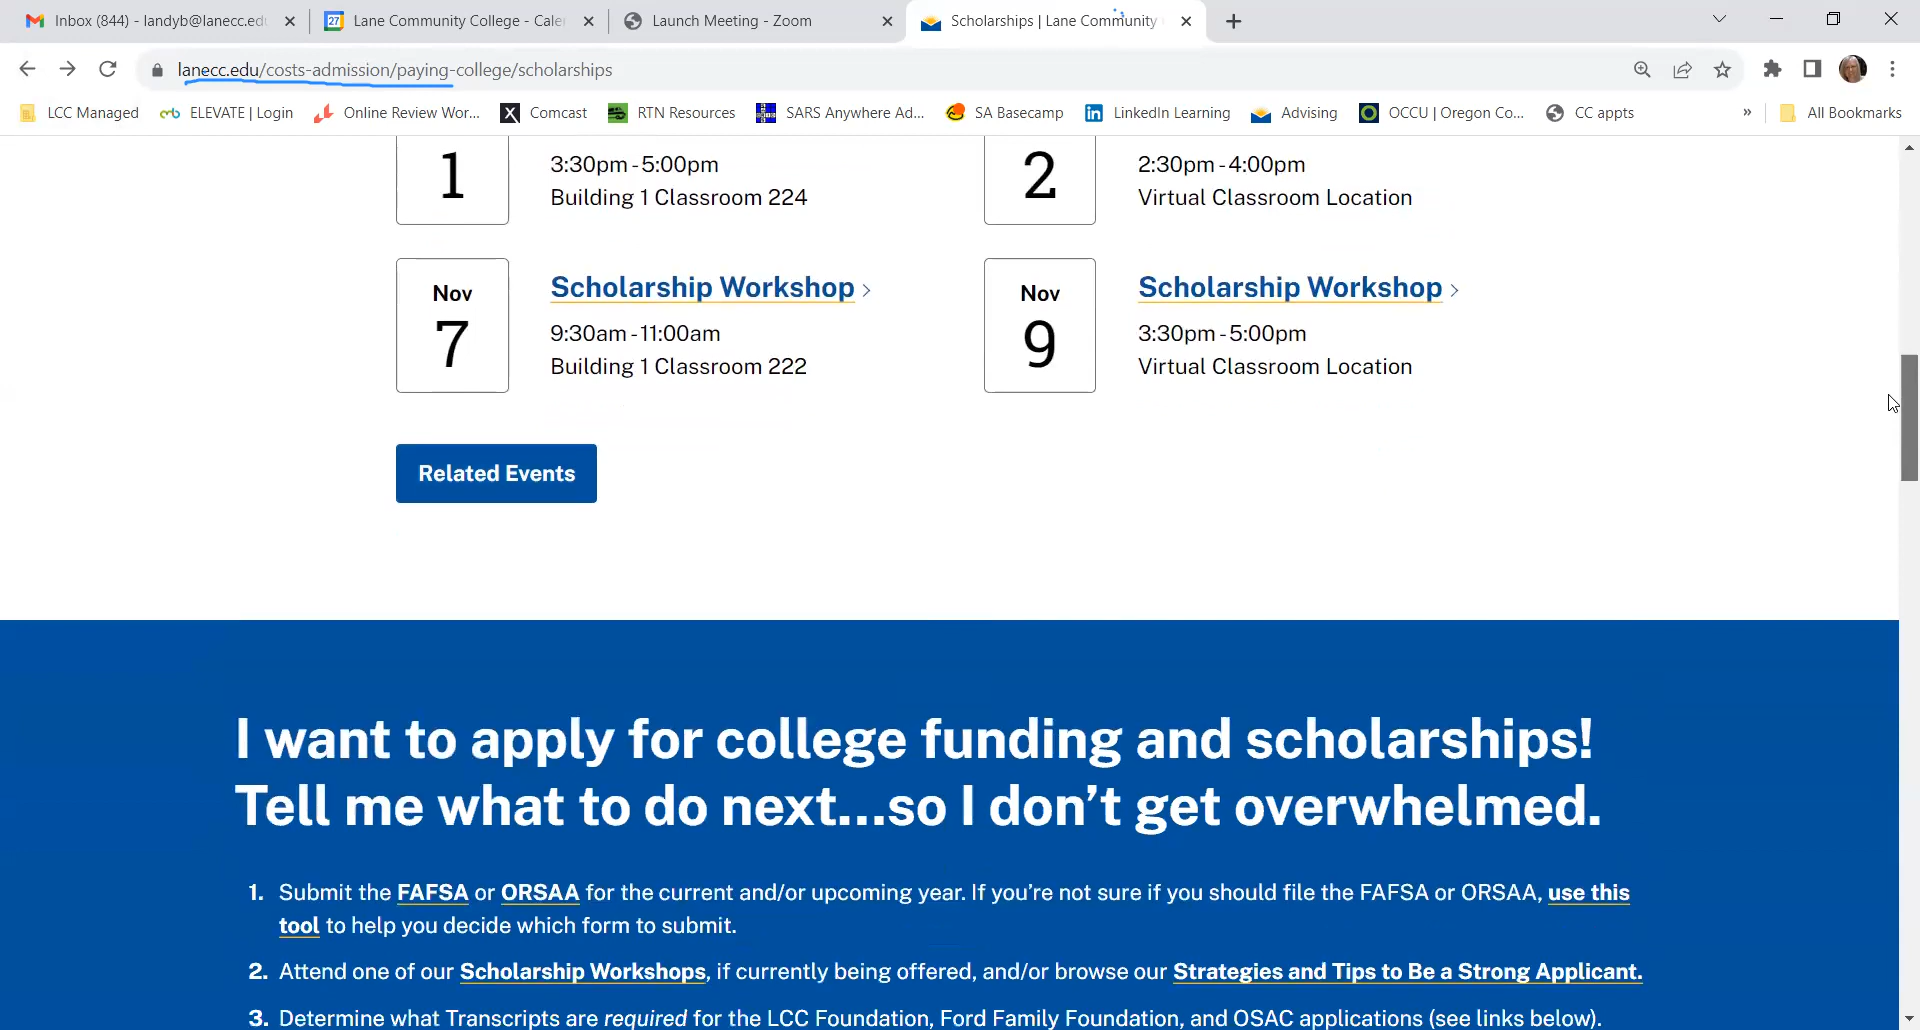 Inbox (844) - landyb@lanecc.edu
Lane Community College - Cale
Launch Meeting - Zoom
Scholarships | Lane Community
lanecc.edu/costs-admission/paying-college/scholarships
LCC Managed
ELEVATE | Login
Online Review Wor...
Comcast
RTN Resources
SARS Anywhere Ad...
SA Basecamp
LinkedIn Learning
Advising
OCCU | Oregon Co...
CC appts
»
All Bookmarks
1
3:30pm - 5:00pm
Building 1 Classroom 224
2
2:30pm - 4:00pm
Virtual Classroom Location
Nov
7
Scholarship Workshop >
9:30am - 11:00am
Building 1 Classroom 222
Nov
9
Scholarship Workshop >
3:30pm - 5:00pm
Virtual Classroom Location
Related Events
I want to apply for college funding and scholarships!
Tell me what to do next...so I don't get overwhelmed.
1. Submit the FAFSA or ORSAA for the current and/or upcoming year. If you're not sure if you should file the FAFSA or ORSAA, use this
tool to help you decide which form to submit.
2. Attend one of our Scholarship Workshops, if currently being offered, and/or browse our Strategies and Tips to Be a Strong Applicant.
3. Determine what Transcripts are required for the LCC Foundation, Ford Family Foundation, and OSAC applications (see links below).